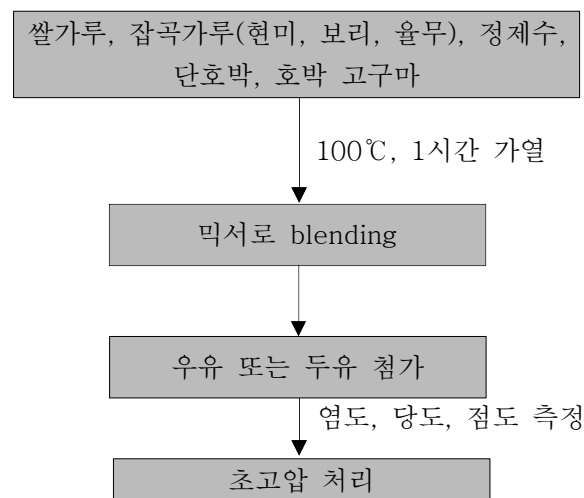 쌀가루, 잡곡가루(현미, 보리, 율무), 정제수,
단호박, 호박 고구마
100℃, 1시간 가열
믹서로 blending
우유 또는 두유 첨가
염도, 당도, 점도 측정
초고압 처리